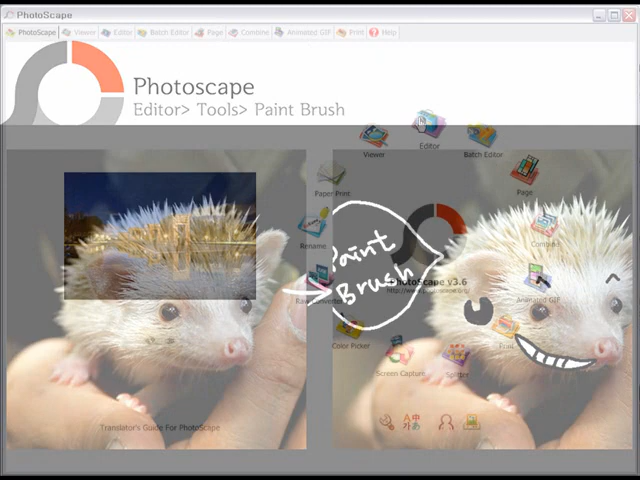 PhotoScape
PhotoScape Viewer Editor Batch Editor Page Combine Animated GIF Print Help
Photoscape
Editor> Tools> Paint Brush
Editor
Viewer
Batch Editor
Page
Paper Print
Rename
Combine
Paint
Brush
PhotoScape v3.6
Animated GIF
Raw Converter
Color Picker
Print
Screen Capture
Splitter
Translator's Guide For PhotoScape